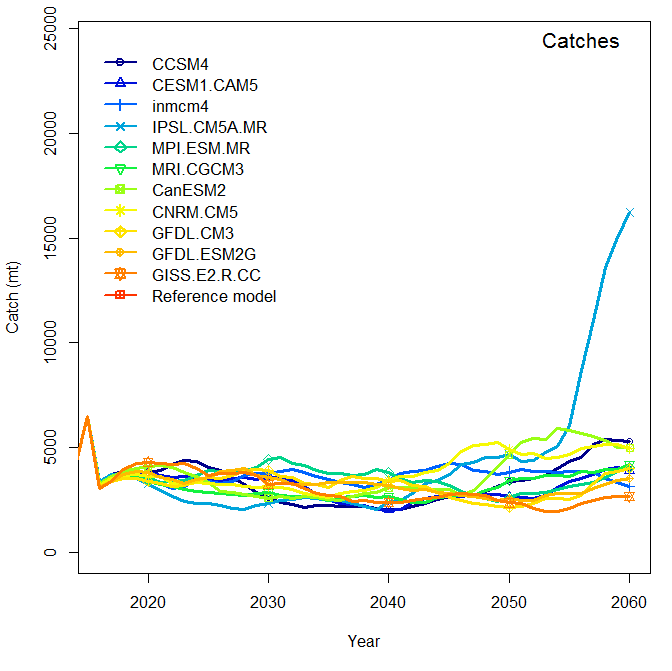 Catches
CCSM4
CESM1.CAM5
inmcm4
IPSL.CM5A.MR
MPI.ESM.MR
MRI.CGCM3
CanESM2
CNRM.CM5
GFDL.CM3
GFDL.ESM2G
GISS.E2.R.CC
Reference model
25000
20000
15000
10000
5000
0
Catch (mt)
2020 2030 2040 2050 2060
Year